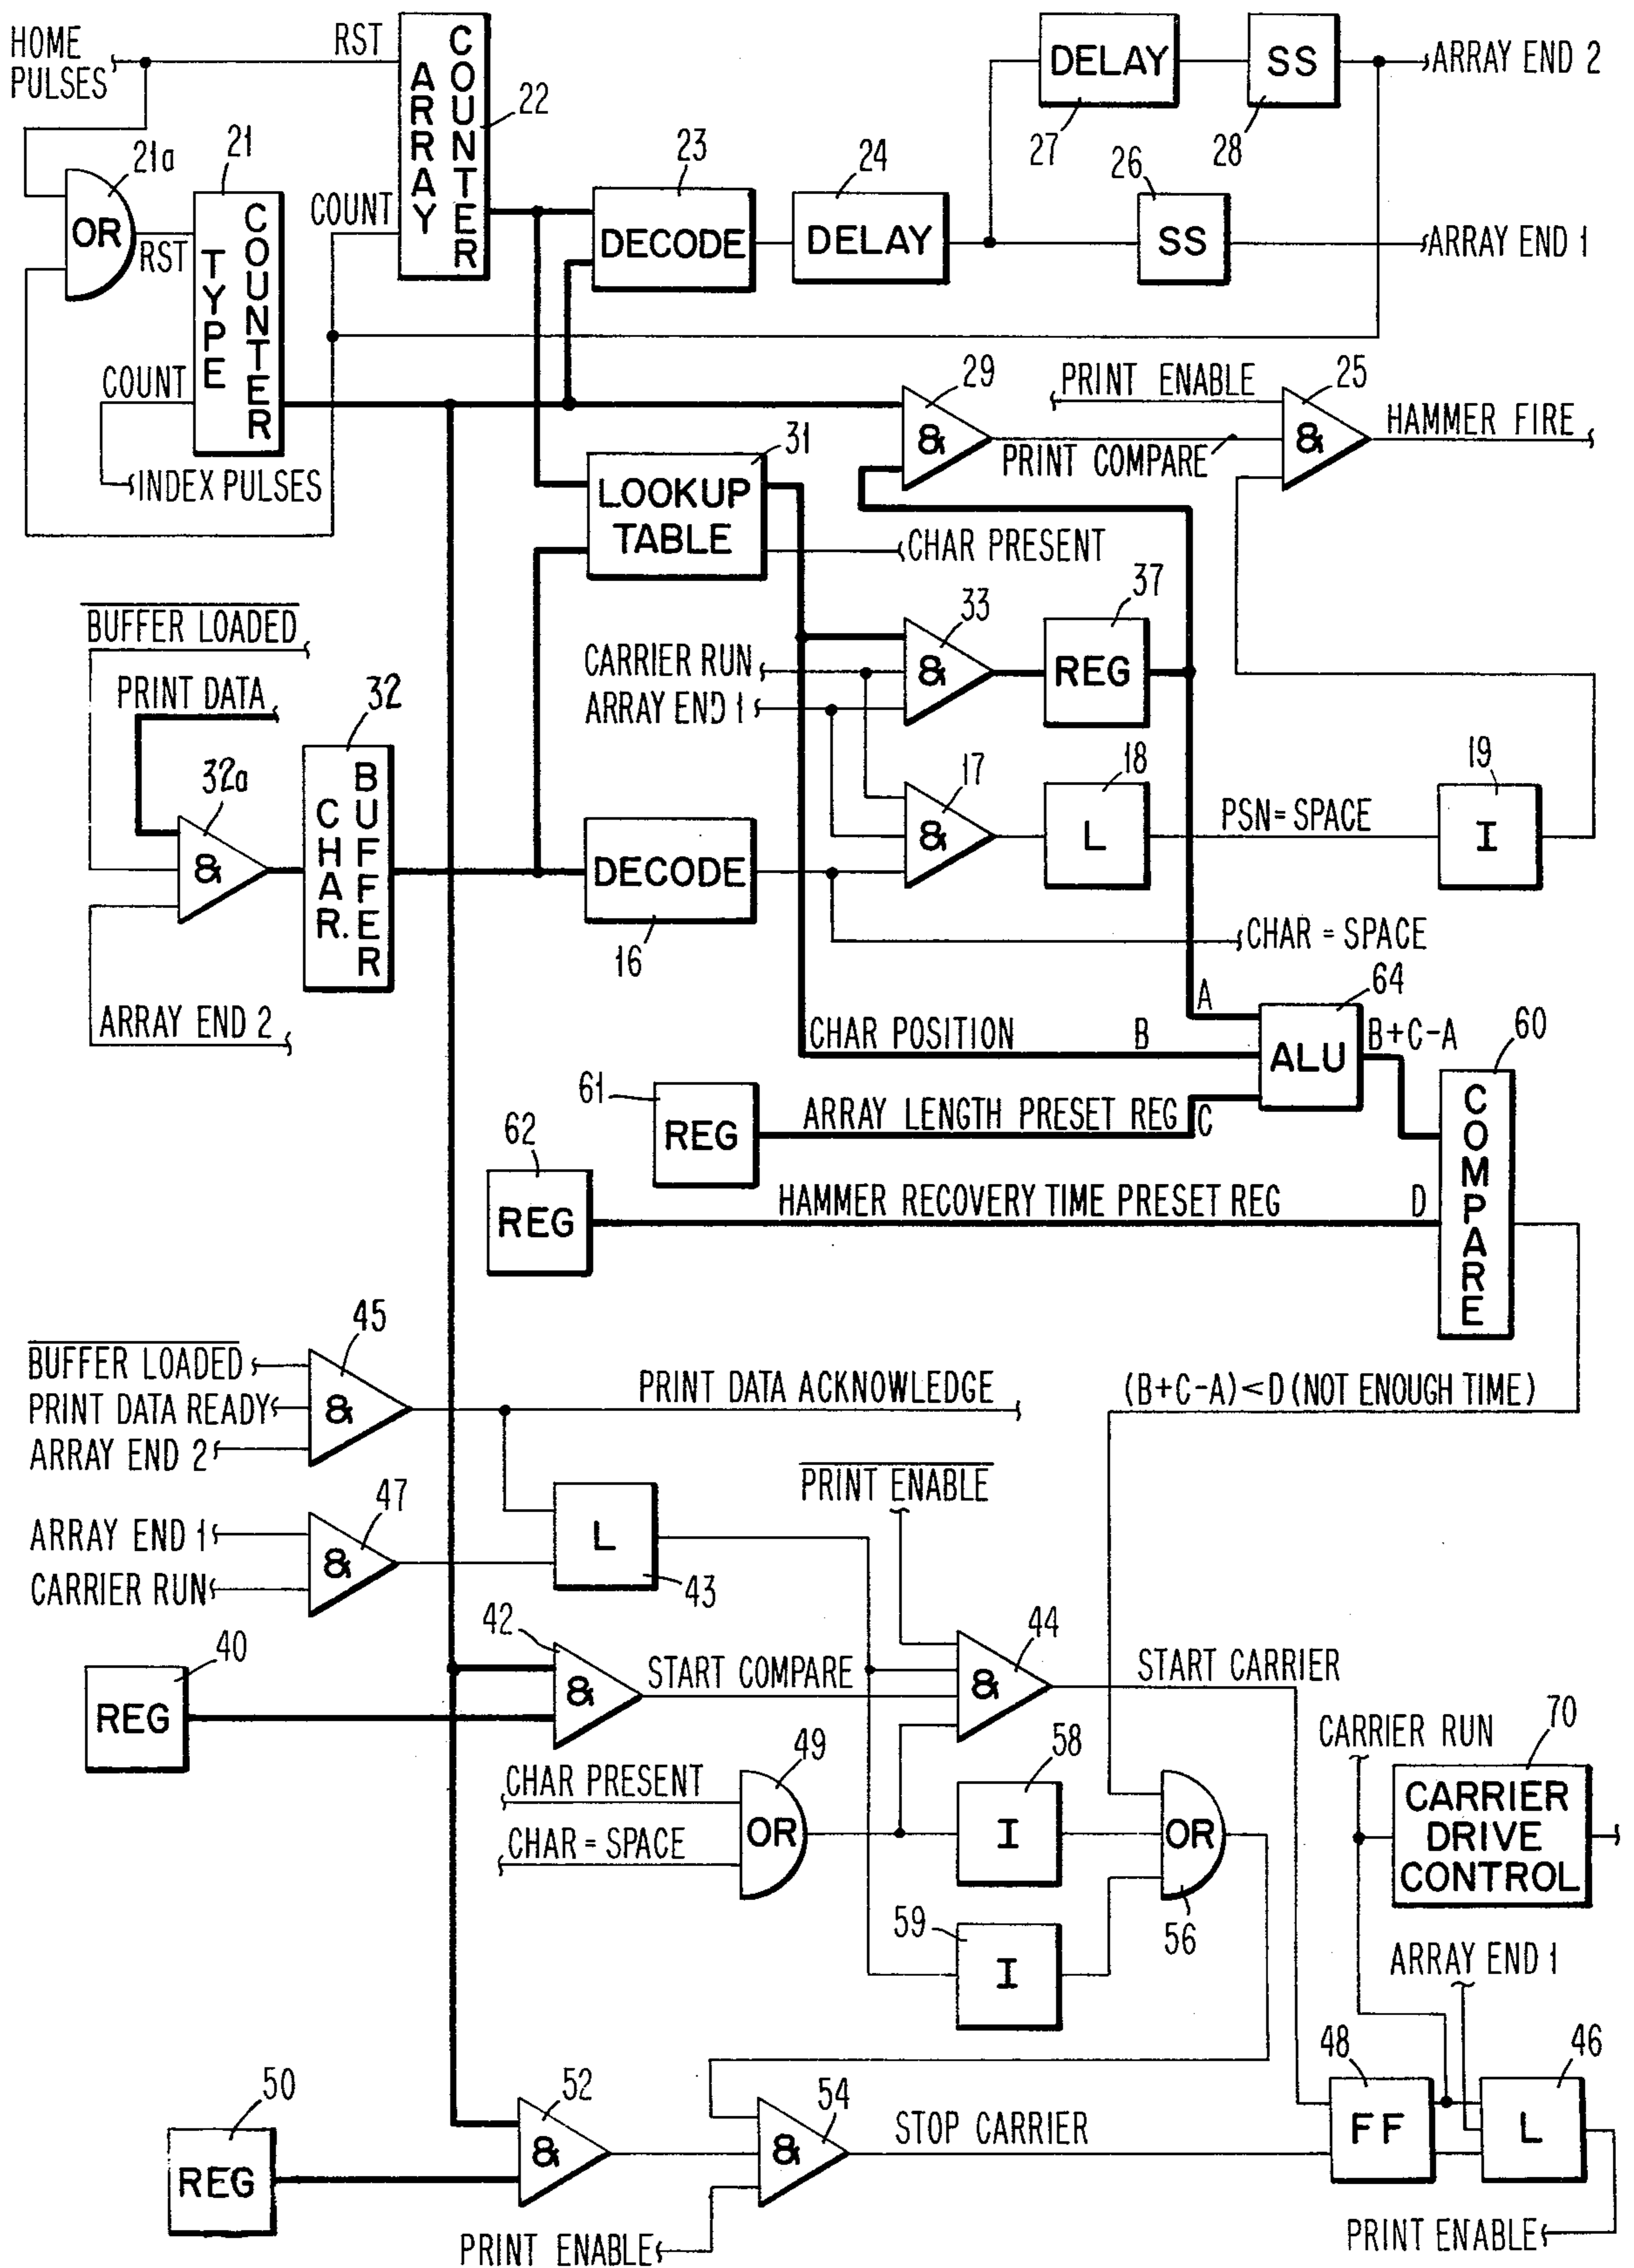 HOME
PULSES
RST
ARRAY
COUNTER
22
DELAY
27
SS
28
ARRAY END 2
21a
OR
RST
21
TYPE
COUNTER
COUNT
COUNT
INDEX PULSES
23
DECODE
24
DELAY
26
SS
ARRAY END 1
29
&
PRINT ENABLE
PRINT COMPARE
25
&
HAMMER FIRE
31
LOOKUP
TABLE
CHAR PRESENT
BUFFER LOADED
PRINT DATA
32a
&
32
CHAR.
BUFFER
ARRAY END 2
CARRIER RUN
ARRAY END 1
33
&
37
REG
17
&
18
L
PSN=SPACE
19
I
DECODE
16
CHAR = SPACE
CHAR POSITION
A
B
64
ALU
B+C-A
60
COMPARE
61
REG
ARRAY LENGTH PRESET REG
C
62
REG
HAMMER RECOVERY TIME PRESET REG
D
BUFFER LOADED
PRINT DATA READY
ARRAY END 2
45
&
PRINT DATA ACKNOWLEDGE
(B+C-A)<D(NOT ENOUGH TIME)
ARRAY END 1
CARRIER RUN
47
&
L
43
PRINT ENABLE
40
REG
42
&
START COMPARE
44
&
START CARRIER
CHAR PRESENT
CHAR = SPACE
49
OR
58
I
OR
56
59
I
CARRIER RUN
70
CARRIER
DRIVE
CONTROL
ARRAY END 1
50
REG
52
&
54
&
PRINT ENABLE
STOP CARRIER
48
FF
46
L
PRINT ENABLE